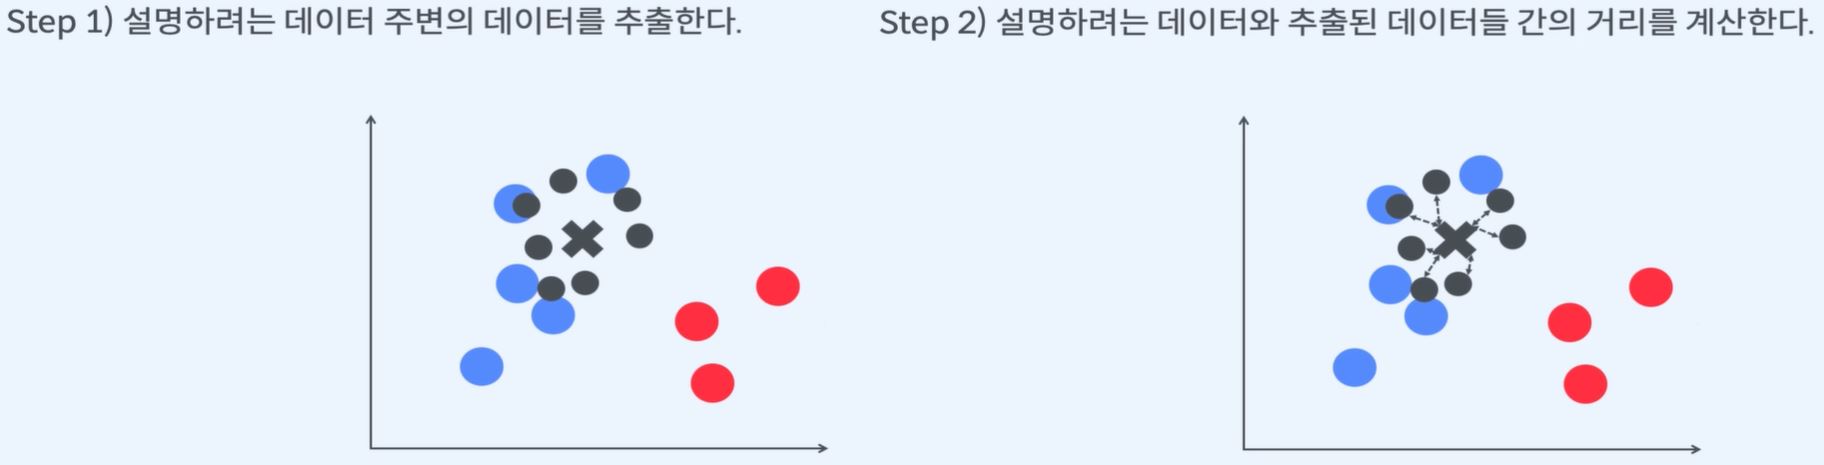 Step 1) 설명하려는 데이터 주변의 데이터를 추출한다.
Step 2) 설명하려는 데이터와 추출된 데이터들 간의 거리를 계산한다.